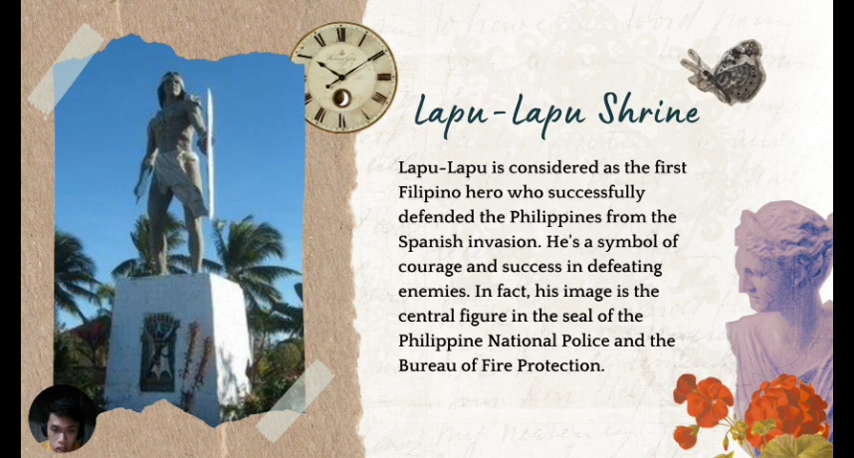 Lapu-Lapu Shrine
Lapu-Lapu is considered as the first
Filipino hero who successfully
defended the Philippines from the
Spanish invasion. He's a symbol of
courage and success in defeating
enemies. In fact, his image is the
central figure in the seal of the
Philippine National Police and the
Bureau of Fire Protection.